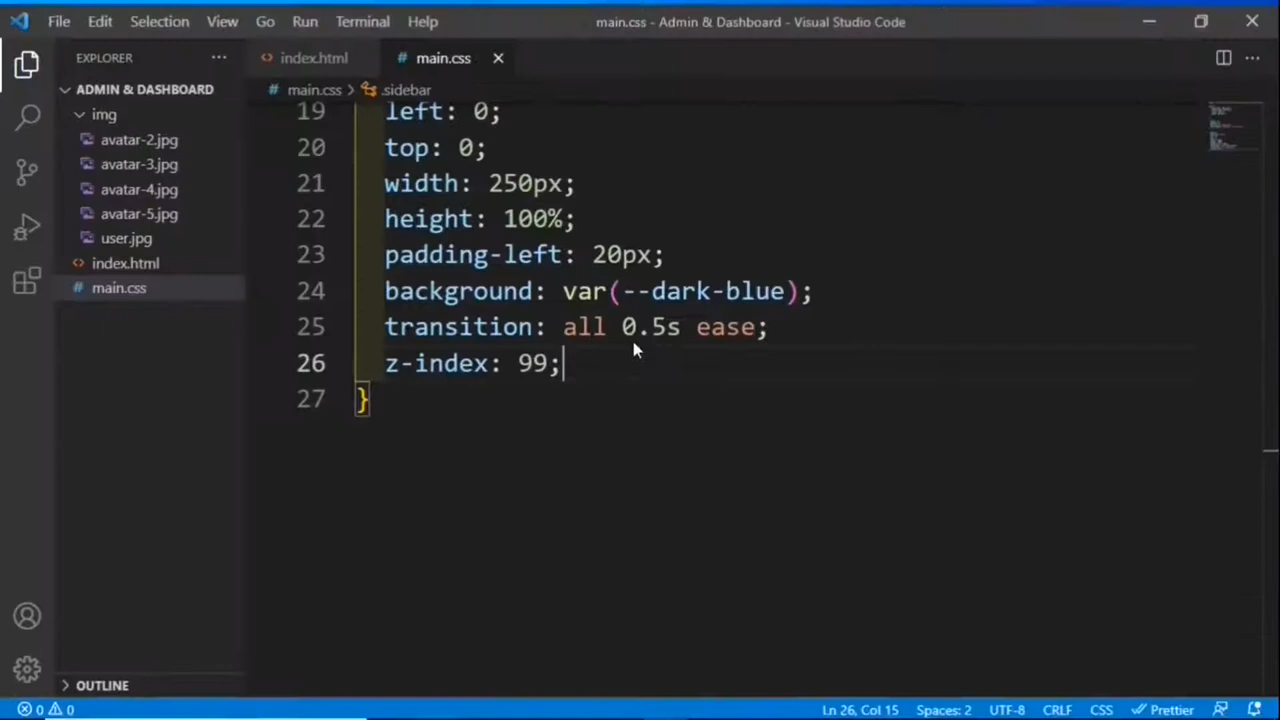 File Edit Selection View Go Run Terminal Help main.css - Admin & Dashboard - Visual Studio Code
EXPLORER ... index.html # main.css
ADMIN & DASHBOARD # main.css > .sidebar
img
avatar-2.jpg
avatar-3.jpg
avatar-4.jpg
avatar-5.jpg
user.jpg
<> index.html
# main.css
OUTLINE
19 left: 0;
20 top: 0;
21 width: 250px;
22 height: 100%;
23 padding-left: 20px;
24 background: var(--dark-blue);
25 transition: all 0.5s ease;
26 z-index: 99;
27 }
0 0 Ln 26, Col 15 Spaces: 2 UTF-8 CRLF CSS Prettier